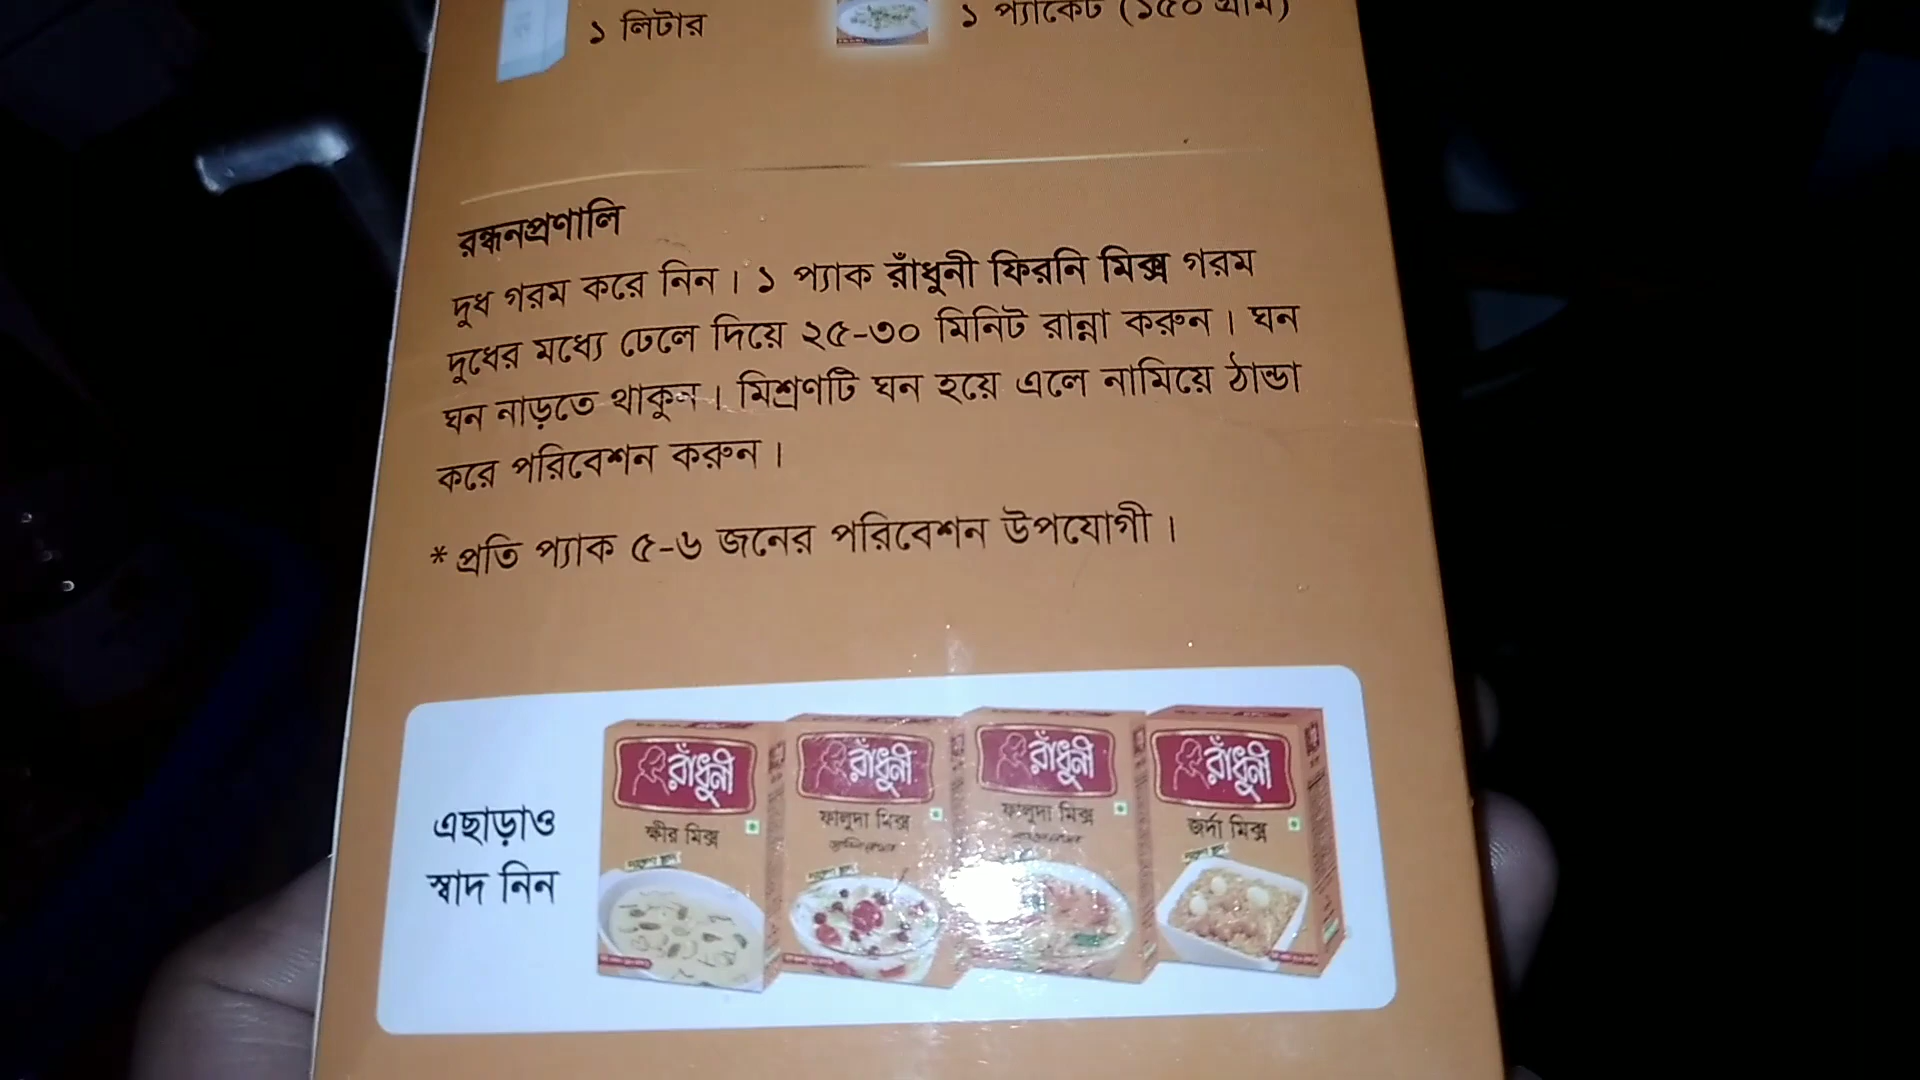 ১ লিটার
১ প্যাকেট (১৫০ গ্রাম)
রন্ধনপ্রণালি
দুধ গরম করে নিন। ১ প্যাক রাঁধুনী ফিরনি মিক্স গরম
দুধের মধ্যে ঢেলে দিয়ে ২৫-৩০ মিনিট রান্না করুন। ঘন
ঘন নাড়তে থাকুন। মিশ্রণটি ঘন হয়ে এলে নামিয়ে ঠান্ডা
করে পরিবেশন করুন।
* প্রতি প্যাক ৫-৬ জনের পরিবেশন উপযোগী।
এছাড়াও
স্বাদ নিন
রাঁধুনী
ক্ষীর মিক্স
রাঁধুনী
ফালুদা মিক্স
রাঁধুনী
ফালুদা মিক্স
রাঁধুনী
জর্দা মিক্স